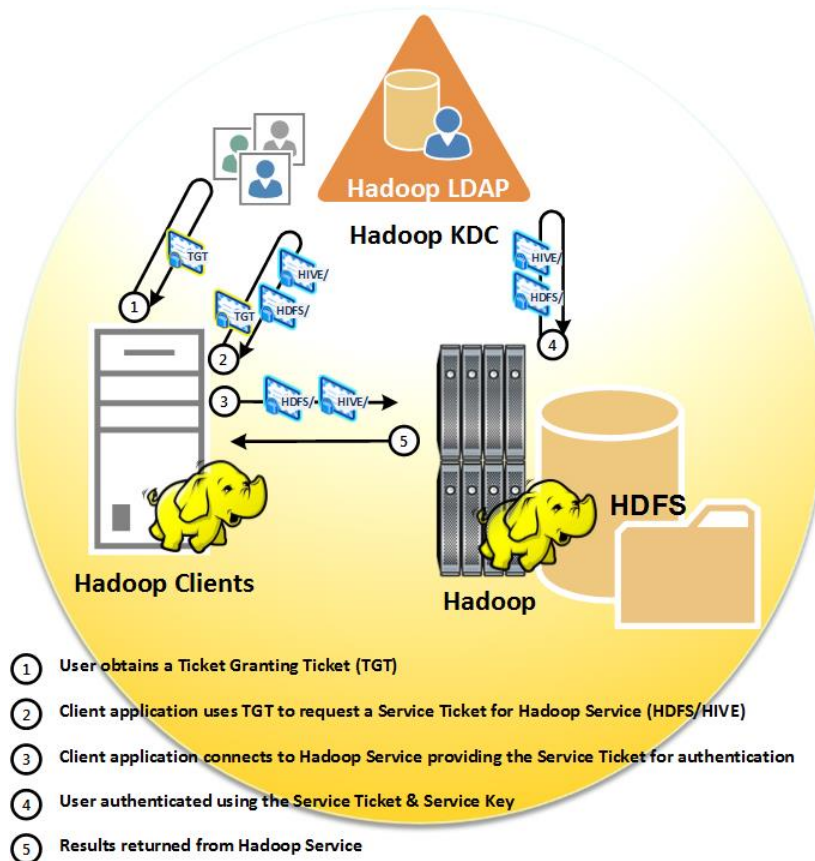 Hadoop LDAP
Hadoop KDC
TGT
1
HIVE/
HDFS/
TGT
2
HIVE/
HDFS/
4
3
HDFS/
HIVE/
5
HDFS
Hadoop Clients
Hadoop
1 User obtains a Ticket Granting Ticket (TGT)
2 Client application uses TGT to request a Service Ticket for Hadoop Service (HDFS/HIVE)
3 Client application connects to Hadoop Service providing the Service Ticket for authentication
4 User authenticated using the Service Ticket & Service Key
5 Results returned from Hadoop Service